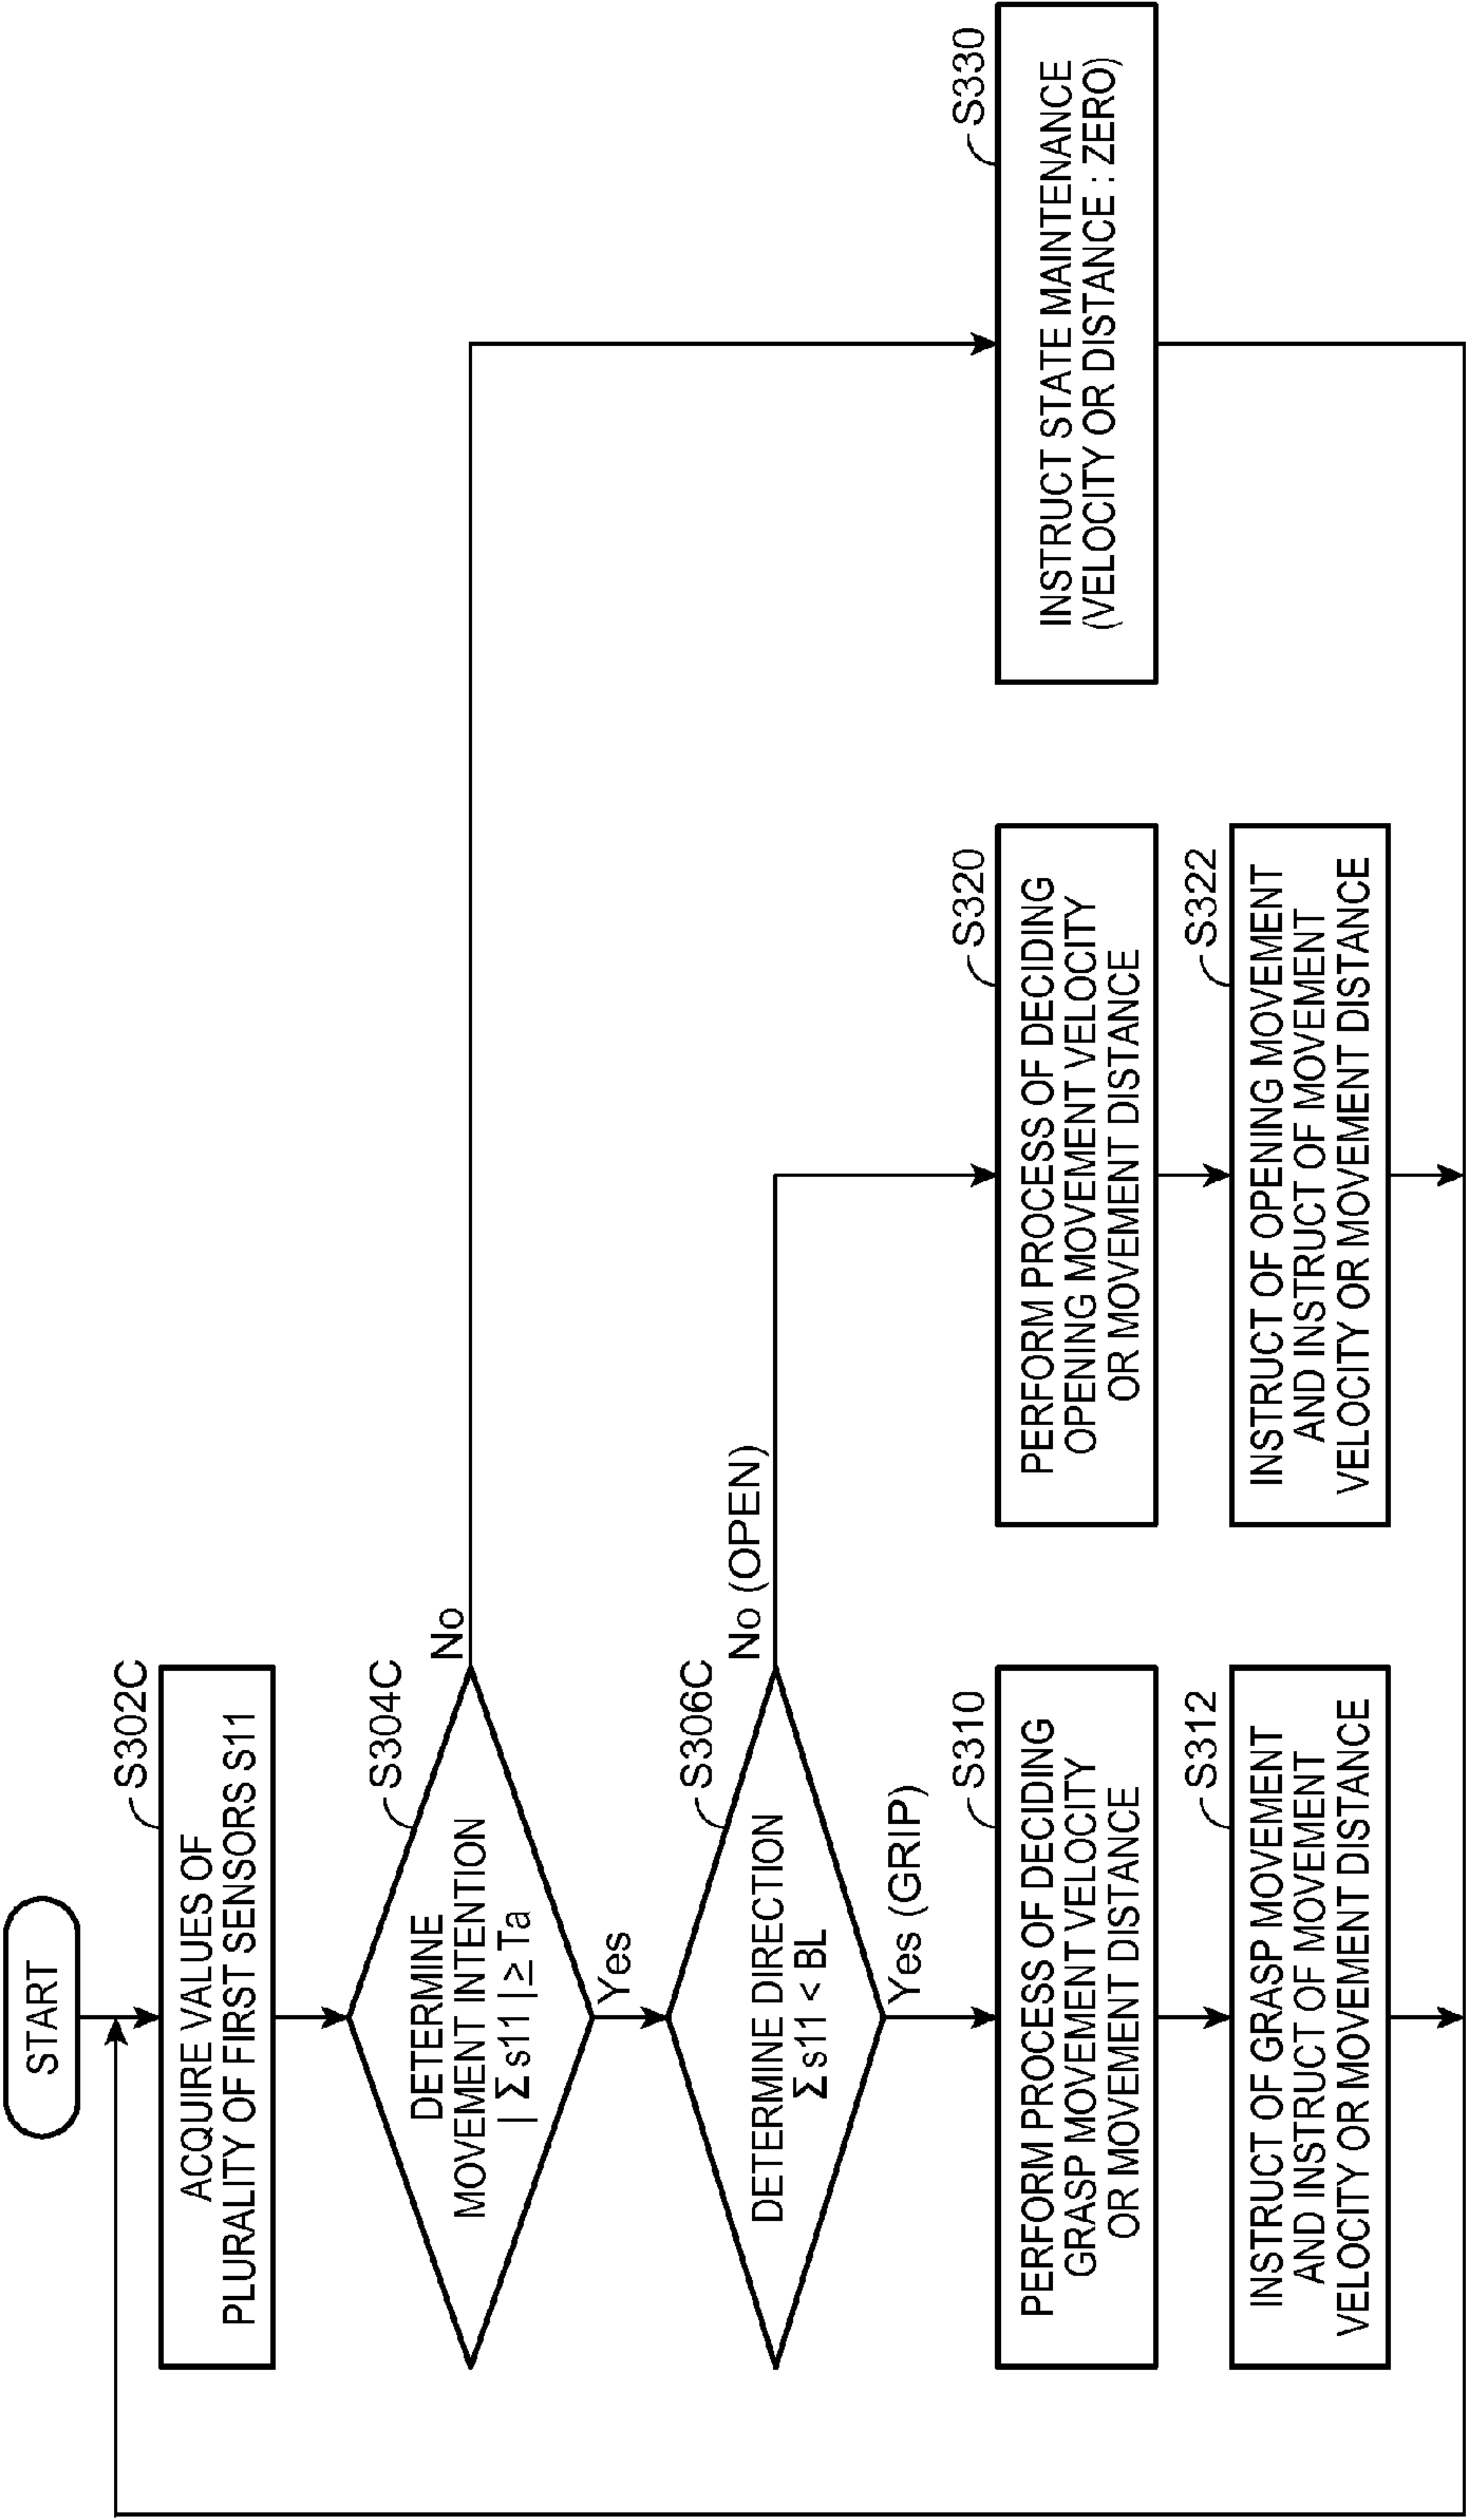 START
S302C
ACQUIRE VALUES OF
PLURALITY OF FIRST SENSORS S11
S304C
DETERMINE
MOVEMENT INTENTION
| Σ s11 | ≥ Ta
No
Yes
S306C
DETERMINE DIRECTION
Σ s11 < BL
No (OPEN)
Yes (GRIP)
S310
PERFORM PROCESS OF DECIDING
GRASP MOVEMENT VELOCITY
OR MOVEMENT DISTANCE
S312
INSTRUCT OF GRASP MOVEMENT
AND INSTRUCT OF MOVEMENT
VELOCITY OR MOVEMENT DISTANCE
S320
PERFORM PROCESS OF DECIDING
OPENING MOVEMENT VELOCITY
OR MOVEMENT DISTANCE
S322
INSTRUCT OF OPENING MOVEMENT
AND INSTRUCT OF MOVEMENT
VELOCITY OR MOVEMENT DISTANCE
S330
INSTRUCT STATE MAINTENANCE
(VELOCITY OR DISTANCE : ZERO)